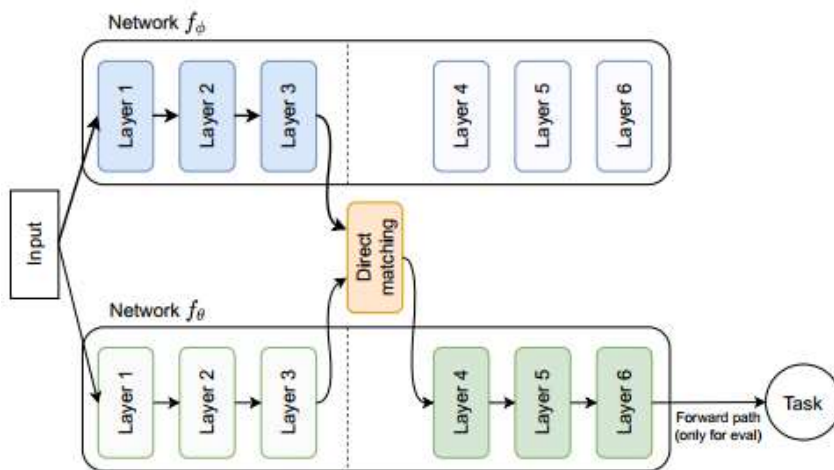 Network f_ϕ
Layer 1
Layer 2
Layer 3
Layer 4
Layer 5
Layer 6
Input
Direct
matching
Network f_θ
Layer 1
Layer 2
Layer 3
Layer 4
Layer 5
Layer 6
Forward path
(only for eval)
Task